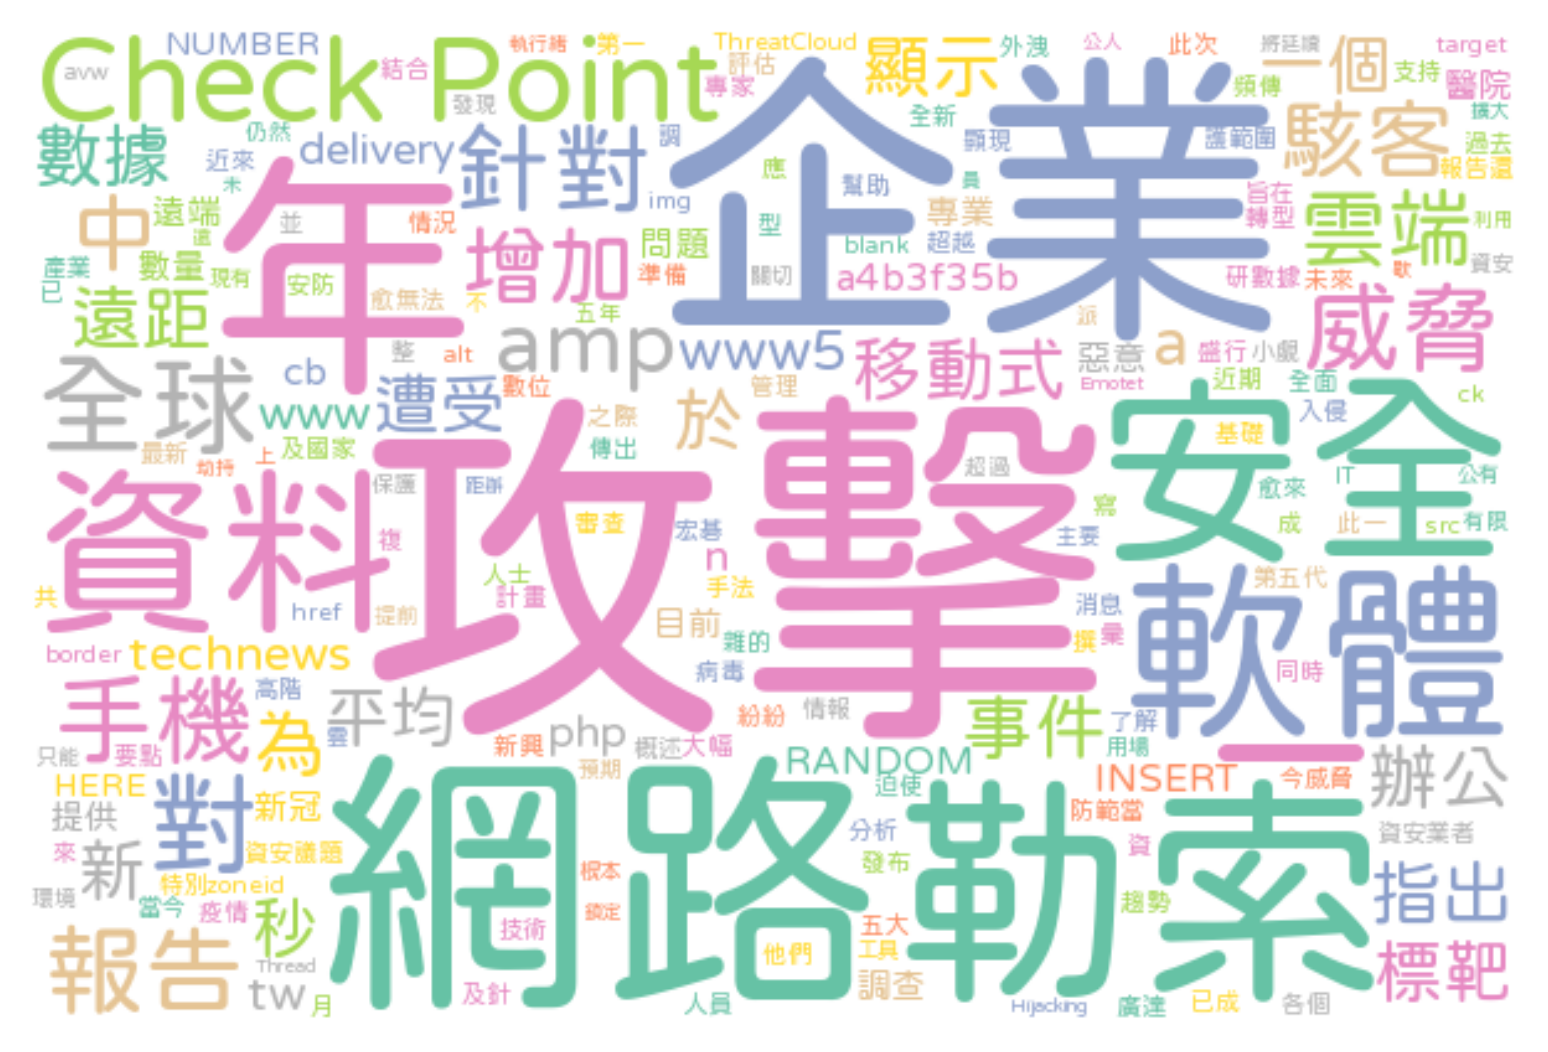 NUMBER
執行緒
第一
ThreatCloud
顯示
外洩
公人
此次
將延續
一個
target
avw
Check Point
結合
專家
評估
支持
醫院
發現
企業
全新
頻傳
擴大
數據
仍然
近來
delivery
針對
調
顯現
護範圍
駭客
過去
報告還
木
年
img
應
幫助
員
旨在
轉型
中
遠端
並
情況
增加
問題
型
blank
專業
超越
雲端
利用
這
產業
已
數量
現有
安防
愈無法
不
準備
關切
a4b3f35b
研數據
未來
歌
資安
遠距
五年
派
威脅
整
alt
amp
www5
移動式
惡意
a
盛行
小覷
Emotet
近期
全面
全球
cb
www
遭受
數位
之際
管理
於
入侵
ck
最新
劫持
上
及國家
傳出
攻擊
超過
安全
基礎
IT
公有
資料
保護
距辦
審查
宏碁
寫
愈來
成
此一
src
有限
複
n
主要
共
href
提前
人士
計畫
手法
目前
雜的
消息
撰
彙
第五代
軟體
border
technews
病毒
同時
手機
高階
平均
紛紛
情報
事件
了解
只能
要點
為
雲
新興
php
概述
大幅
用場
HERE
對
新冠
預期
RANDOM
迫使
INSERT
今威脅
辦公
提供
網路
勒索
防範當
來
新
資安議題
分析
資
資安業者
環境
特別
zoneid
根本
發布
指出
當今
疫情
秒
技術
鎖定
五大
趨勢
報告
Thread
他們
工具
標靶
tw
月
及針
人員
調查
Hijacking
廣達
已成
各個